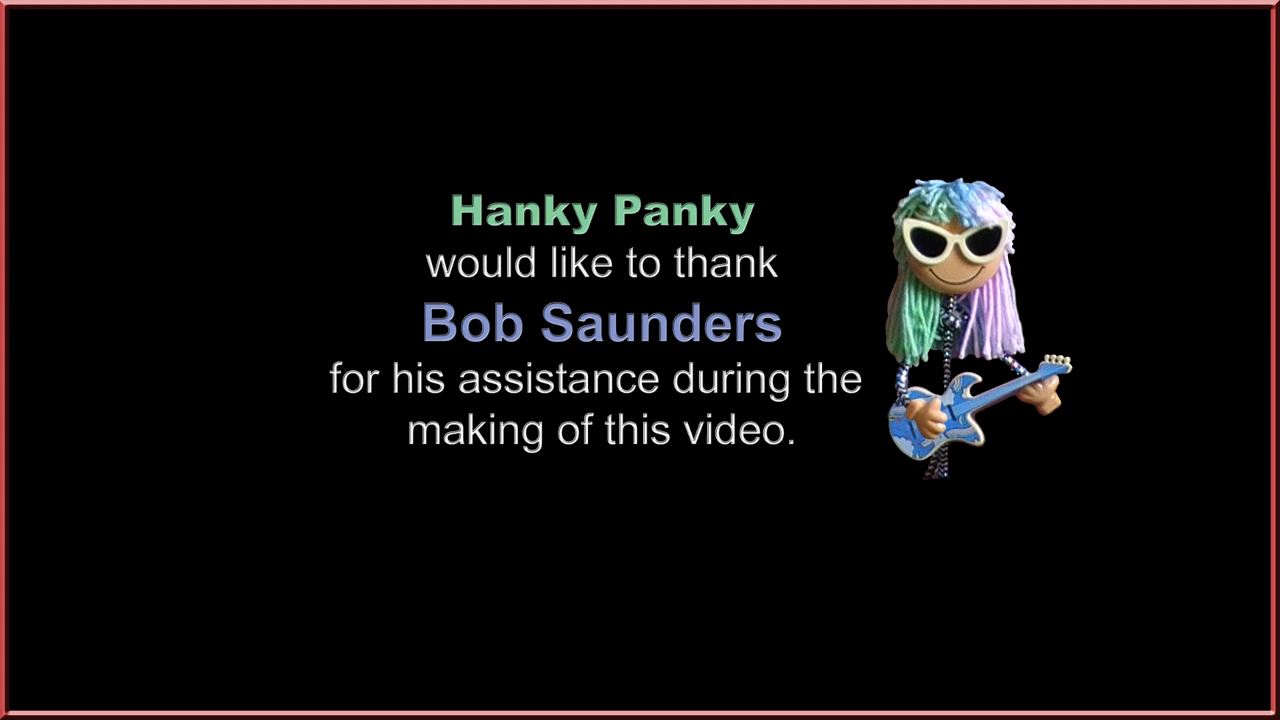 Hanky Panky
would like to thank
Bob Saunders
for his assistance during the
making of this video.